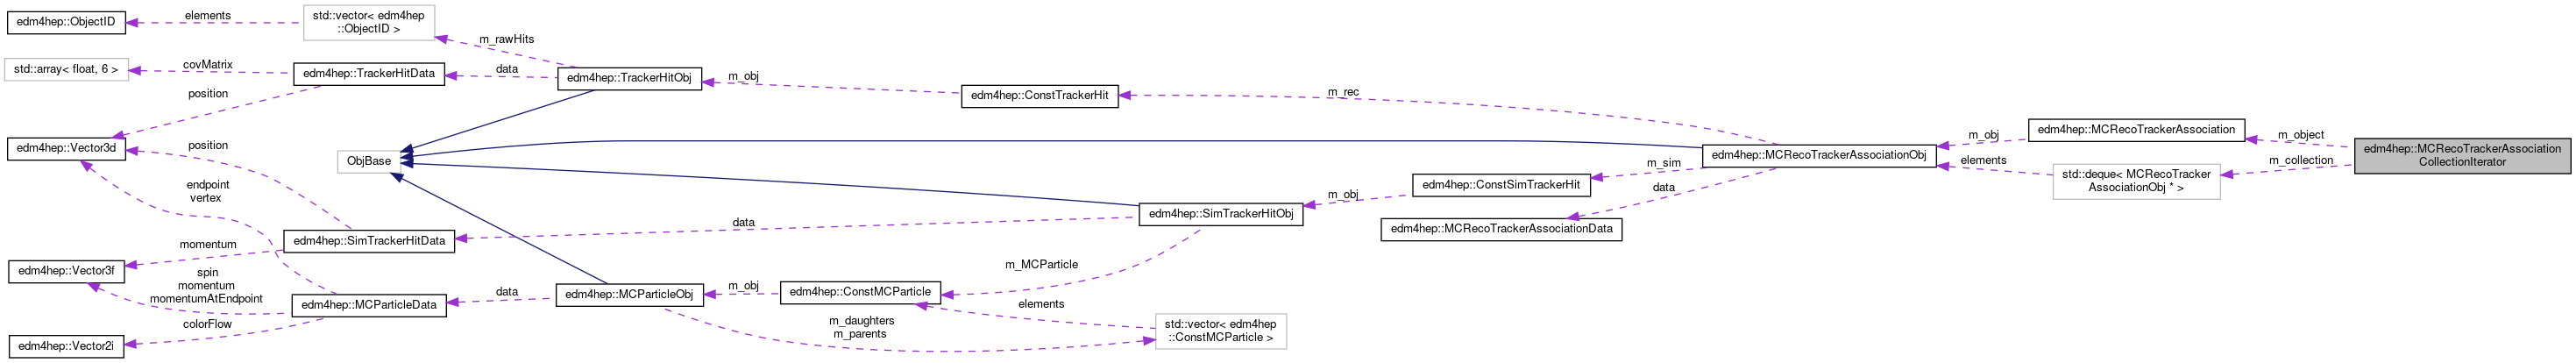 edm4hep::ObjectID
elements
std::vector< edm4hep
::ObjectID >
m_rawHits
std::array< float, 6 >
covMatrix
edm4hep::TrackerHitData
data
edm4hep::TrackerHitObj
m_obj
edm4hep::ConstTrackerHit
m_rec
position
edm4hep::Vector3d
position
ObjBase
edm4hep::MCRecoTrackerAssociationObj
m_obj
edm4hep::MCRecoTrackerAssociation
m_object
edm4hep::MCRecoTrackerAssociation
CollectionIterator
elements
m_collection
std::deque< MCRecoTracker
AssociationObj * >
m_sim
edm4hep::ConstSimTrackerHit
m_obj
data
endpoint
vertex
edm4hep::SimTrackerHitObj
data
edm4hep::MCRecoTrackerAssociationData
edm4hep::SimTrackerHitData
momentum
edm4hep::Vector3f
spin
momentum
momentumAtEndpoint
m_MCParticle
edm4hep::MCParticleData
data
edm4hep::MCParticleObj
m_obj
edm4hep::ConstMCParticle
elements
colorFlow
edm4hep::Vector2i
m_daughters
m_parents
std::vector< edm4hep
::ConstMCParticle >